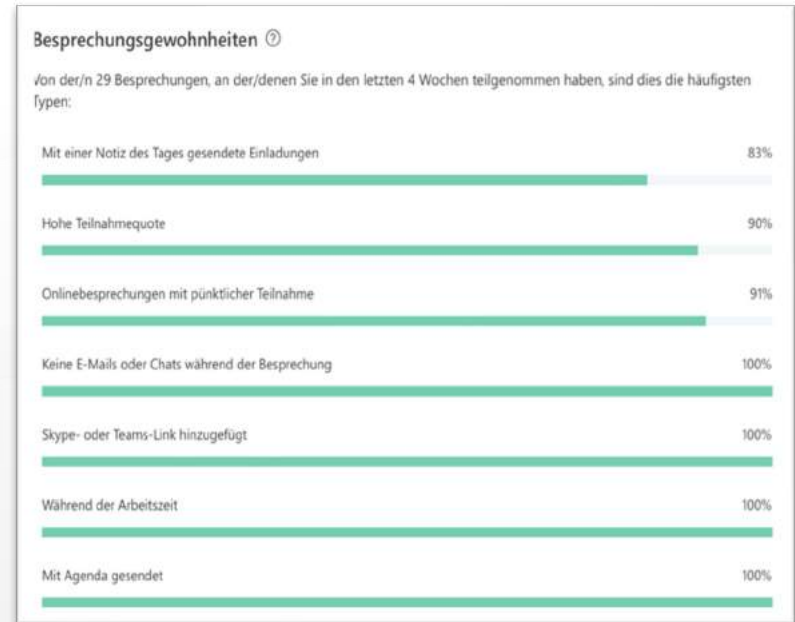 Besprechungsgewohnheiten ?
Von der/n 29 Besprechungen, an der/denen Sie in den letzten 4 Wochen teilgenommen haben, sind dies die häufigsten
Typen:
Mit einer Notiz des Tages gesendete Einladungen 83%
Hohe Teilnahmequote 90%
Onlinebesprechungen mit pünktlicher Teilnahme 91%
Keine E-Mails oder Chats während der Besprechung 100%
Skype- oder Teams-Link hinzugefügt 100%
Während der Arbeitszeit 100%
Mit Agenda gesendet 100%